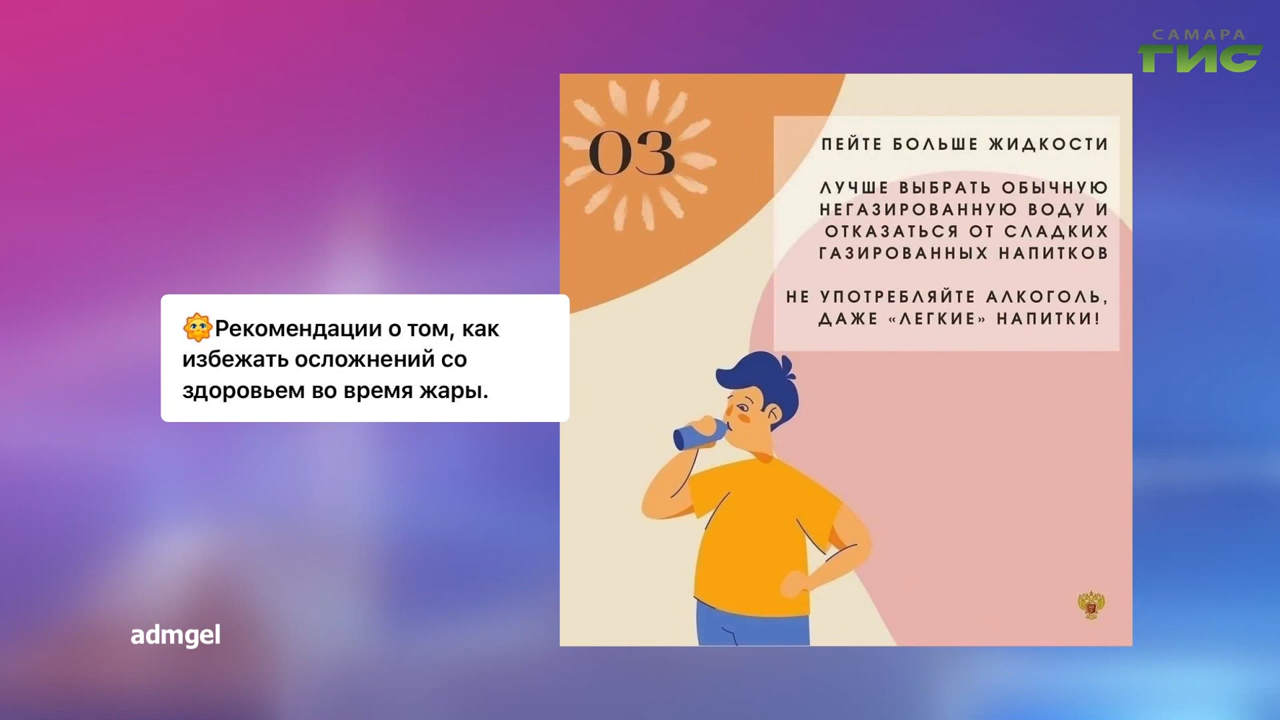 САМАРА
ГИС
03
ПЕЙТЕ БОЛЬШЕ ЖИДКОСТИ
ЛУЧШЕ ВЫБРАТЬ ОБЫЧНУЮ
НЕГАЗИРОВАННУЮ ВОДУ И
ОТКАЗАТЬСЯ ОТ СЛАДКИХ
ГАЗИРОВАННЫХ НАПИТКОВ
НЕ УПОТРЕБЛЯЙТЕ АЛКОГОЛЬ,
ДАЖЕ «ЛЕГКИЕ» НАПИТКИ!
🌞Рекомендации о том, как
избежать осложнений со
здоровьем во время жары.
admgel